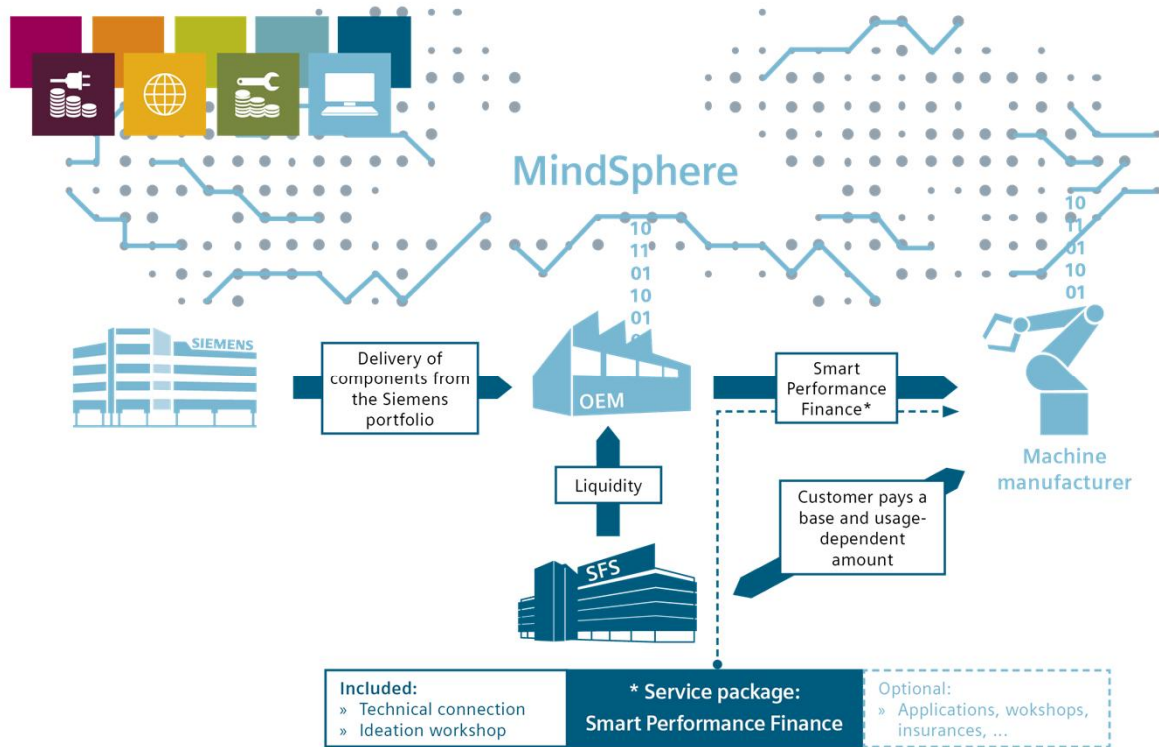 MindSphere
10
11
01
10
01
10
11
01
10
01
SIEMENS
Delivery of
components from
the Siemens
portfolio
OEM
Smart
Performance
Finance*
Machine
manufacturer
Liquidity
Customer pays a
base and usage-
dependent
amount
SFS
Included:
» Technical connection
» Ideation workshop
* Service package:
Smart Performance Finance
Optional:
» Applications, wokshops,
insurances, ...